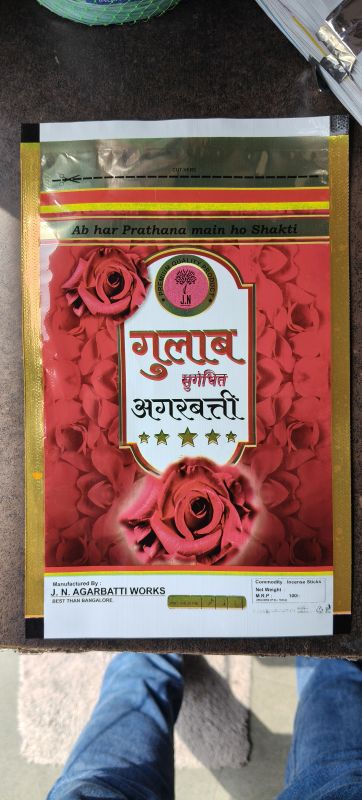 CUT HERE
Ab har Prathana main ho Shakti
PREMIUM QUALITY PRODUCT
J.N
गुलाब
सुगंधित
अगरबत्ती
Manufactured By :
J. N. AGARBATTI WORKS
BEST THAN BANGALORE.
Commodity : Incense Sticks
Net Weight :
M.R.P. 100/-